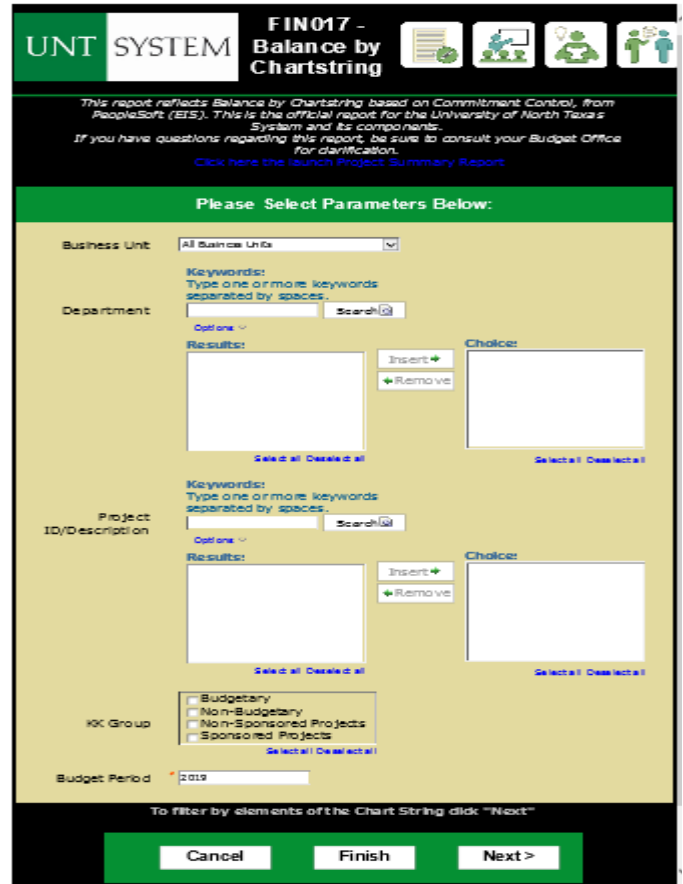 UNT SYSTEM
FIN017 -
Balance by
Chartstring
This report reflects Balance by Chartstring based on Commitment Control, from
PeopleSoft (EIS). This is the official report for the University of North Texas
System and its components.
If you have questions regarding this report, be sure to consult your Budget Office
for clarification.
Click here the launch Project Summary Report
Please Select Parameters Below:
Business Unit
All Business Units
Keywords:
Type one or more keywords
separated by spaces.
Department
Search
Options
Results:
Insert
Remove
Choice:
Select all Deselect all
Select all Deselect all
Keywords:
Type one or more keywords
separated by spaces.
Project
ID/Description
Search
Options
Results:
Insert
Remove
Choice:
Select all Deselect all
Select all Deselect all
KK Group
Budgetary
Non-Budgetary
Non-Sponsored Projects
Sponsored Projects
Select all Deselect all
Budget Period * 2019
To filter by elements of the Chart String click "Next"
Cancel Finish Next >